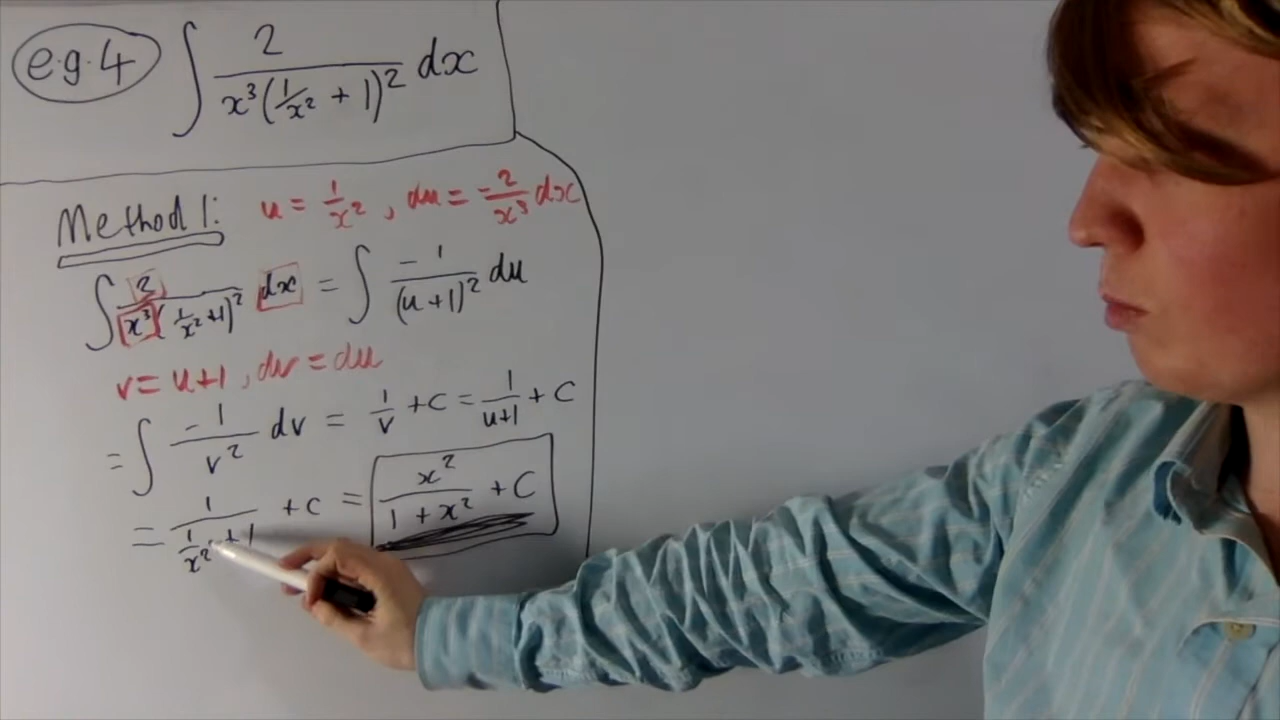 e.g.4 ∫ 2/(x³(1/x² + 1)²) dx
Method 1: u = 1/x², du = -2/x³ dx
∫ 2/(x³(1/x²+1)²) dx = ∫ -1/(u+1)² du
v = u+1, dv = du
= ∫ -1/v² dv = 1/v + C = 1/(u+1) + C
= 1/(1/x² + 1) + C = x²/(1 + x²) + C